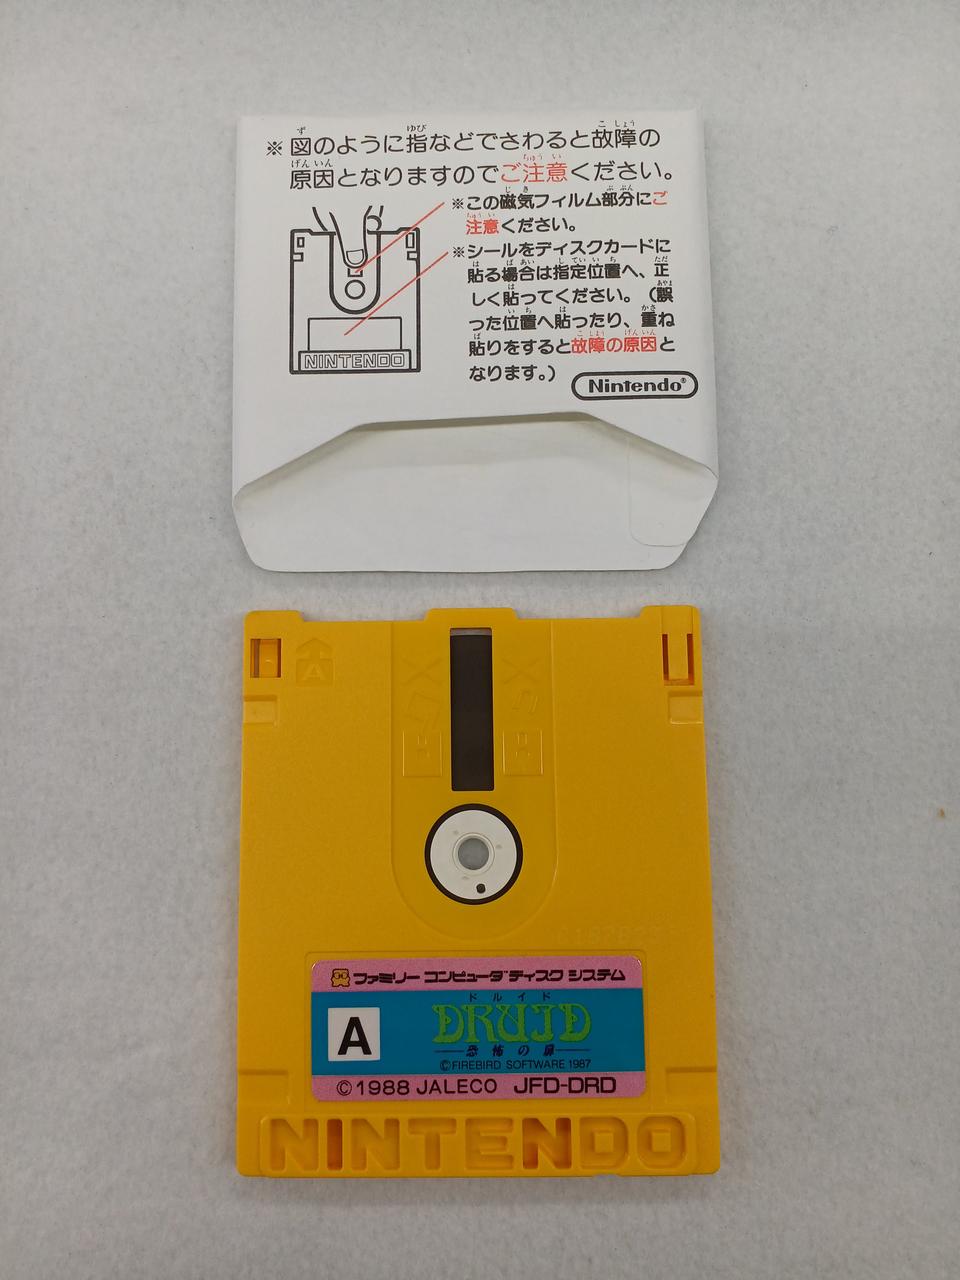 ※図のように指などでさわると故障の
原因となりますのでご注意ください。
※この磁気フィルム部分にご
注意ください。
※シールをディスクカードに
貼る場合は指定位置へ、正
しく貼ってください。（誤
った位置へ貼ったり、重ね
貼りをすると故障の原因と
なります。）
NINTENDO
Nintendo®
A
ファミリー コンピュータ ディスク システム
A
ドルイド
DRUID
恐怖の扉
©FIREBIRD SOFTWARE 1987
©1988 JALECO JFD-DRD
NINTENDO